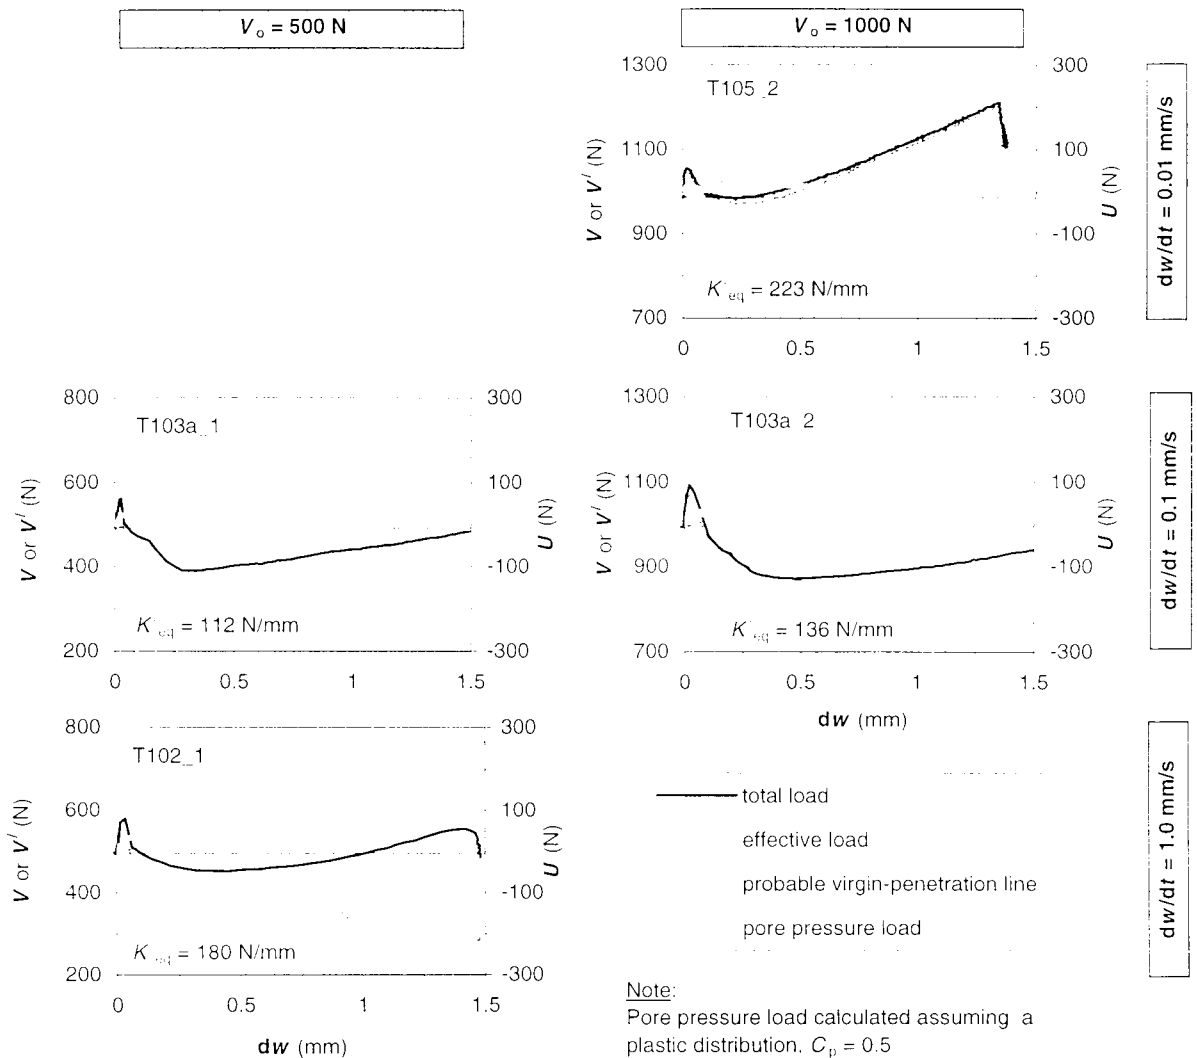 Vo = 500 N
Vo = 1000 N
T105_2
1300
1100
900
700
300
100
-100
-300
V or V′ (N)
U (N)
K′eq = 223 N/mm
0 0.5 1 1.5
dw/dt = 0.01 mm/s
T103a_1
800
600
400
200
300
100
-100
-300
V or V′ (N)
U (N)
K′eq = 112 N/mm
0 0.5 1 1.5
T103a_2
1300
1100
900
700
300
100
-100
-300
V or V′ (N)
U (N)
K′eq = 136 N/mm
0 0.5 1 1.5
dw (mm)
dw/dt = 0.1 mm/s
T102_1
800
600
400
200
300
100
-100
-300
V or V′ (N)
U (N)
K′eq = 180 N/mm
0 0.5 1 1.5
dw (mm)
total load
effective load
probable virgin-penetration line
pore pressure load
dw/dt = 1.0 mm/s
Note:
Pore pressure load calculated assuming a
plastic distribution. Cp = 0.5